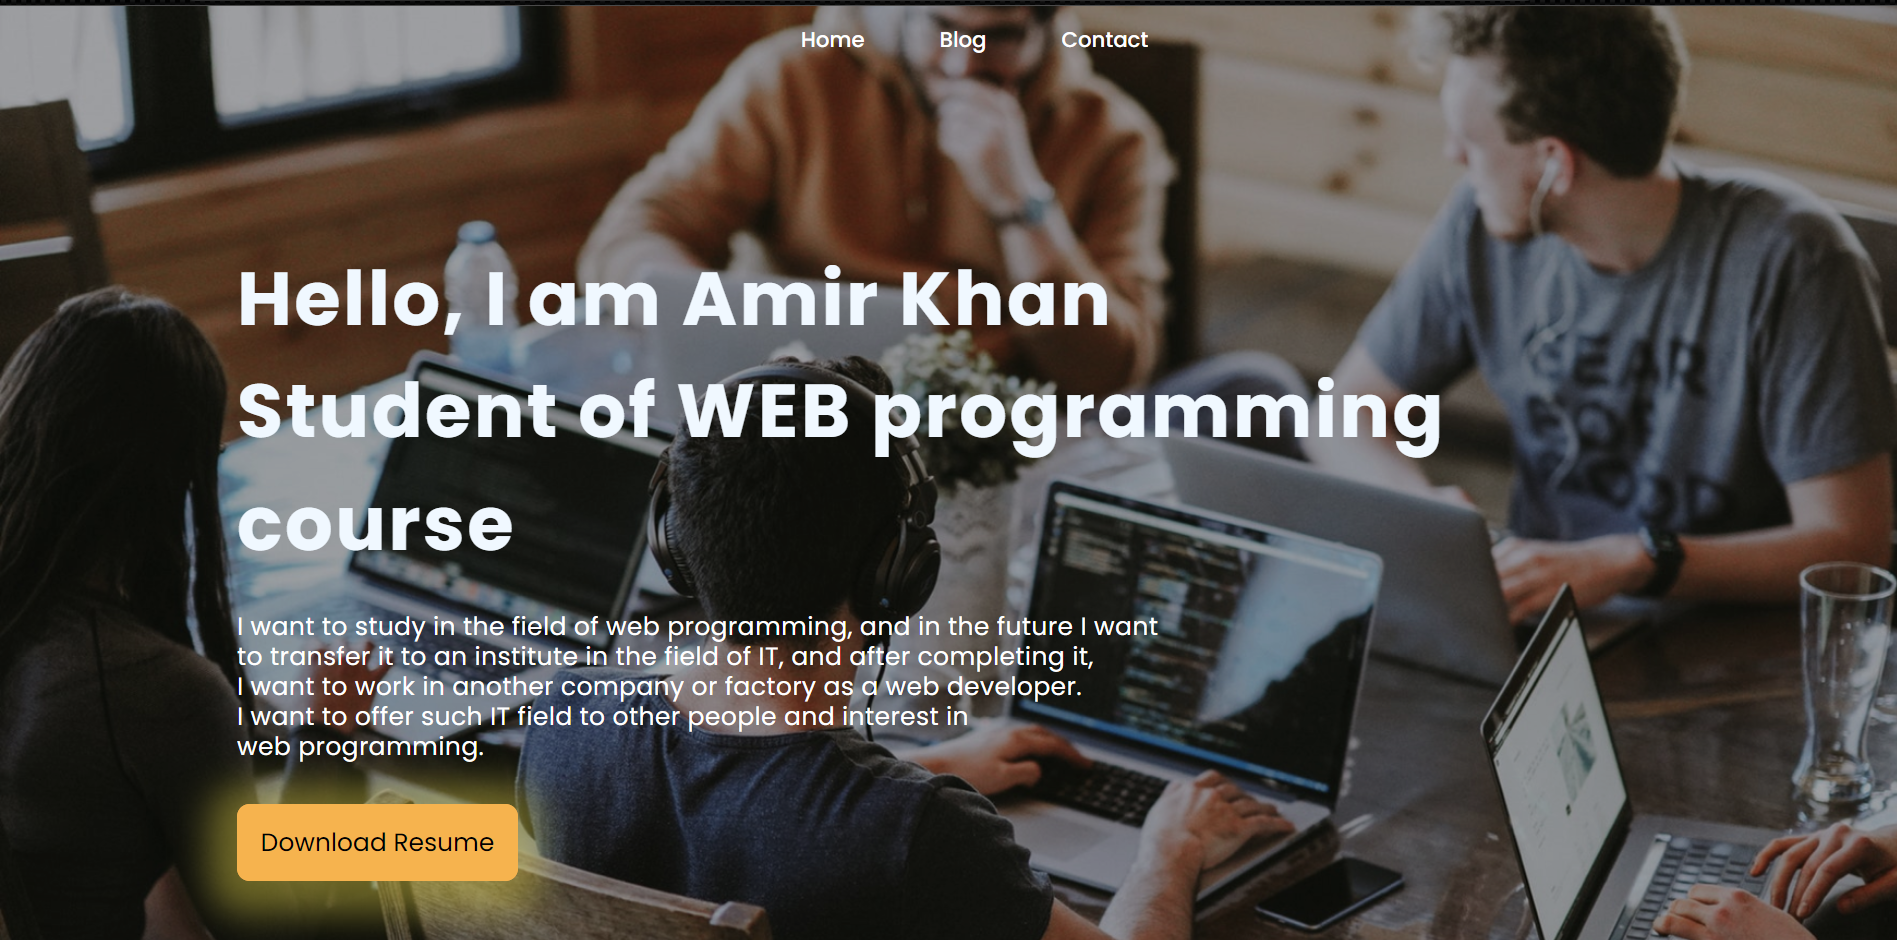 Home Blog Contact
Hello, I am Amir Khan
Student of WEB programming
course
I want to study in the field of web programming, and in the future I want
to transfer it to an institute in the field of IT, and after completing it,
I want to work in another company or factory as a web developer.
I want to offer such IT field to other people and interest in
web programming.
Download Resume